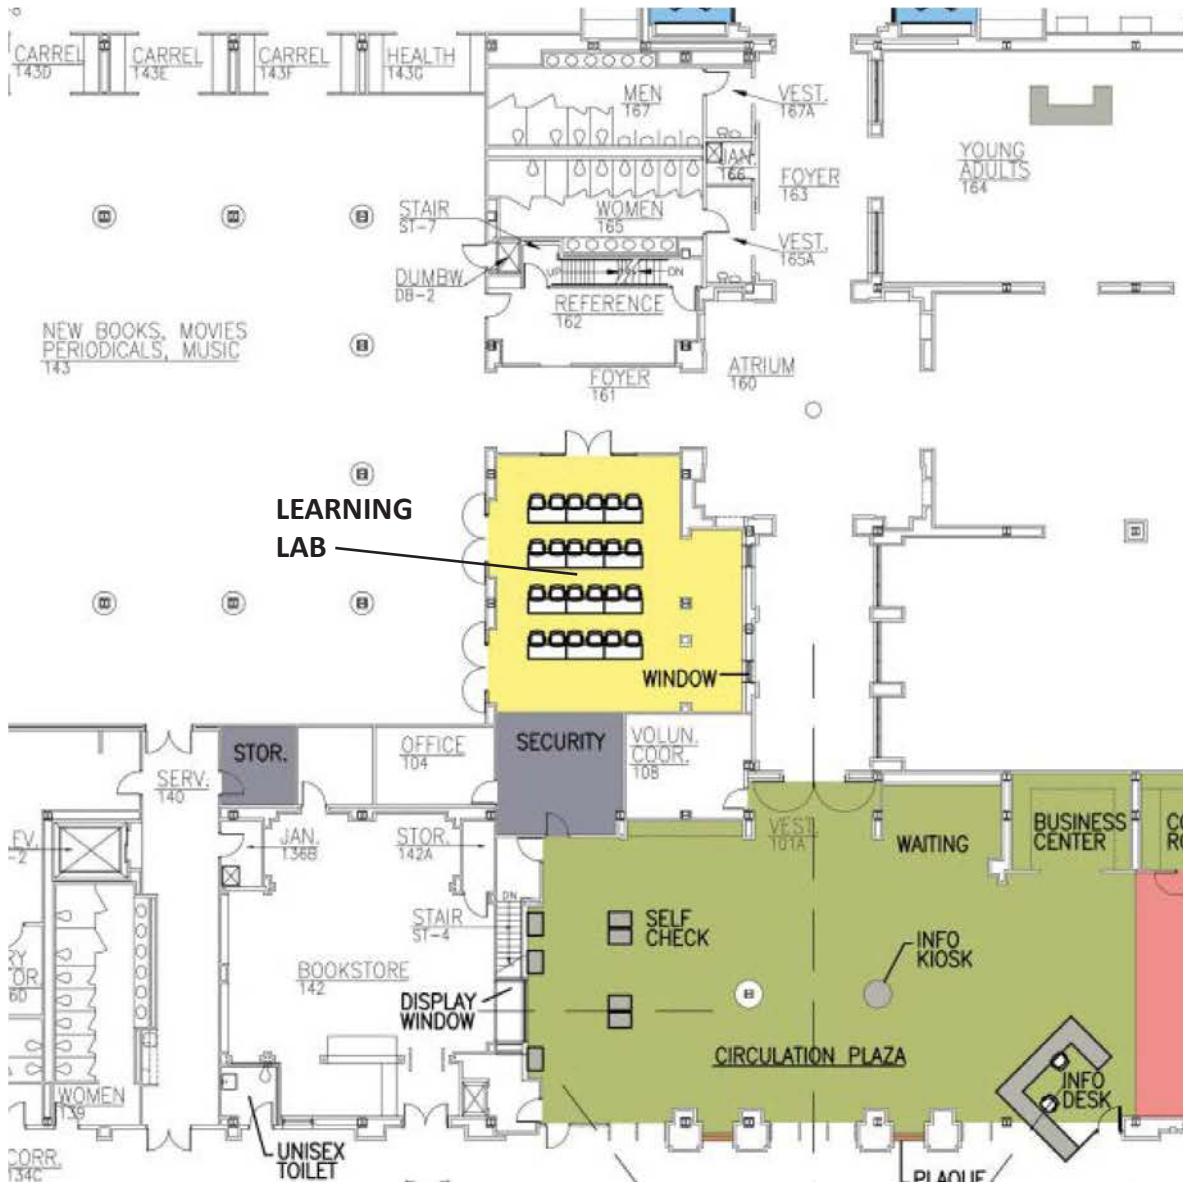 CARREL
143D
CARREL
143E
CARREL
143F
HEALTH
143G
MEN
167
VEST.
167A
YOUNG
ADULTS
164
JAN.
166
FOYER
163
STAIR
ST-7
WOMEN
165
VEST.
165A
DUMBW.
DB-2
UP
DN
REFERENCE
162
NEW BOOKS, MOVIES
PERIODICALS, MUSIC
143
FOYER
161
ATRIUM
160
LEARNING
LAB
WINDOW
STOR.
OFFICE
104
SECURITY
VOLUN.
COOR.
108
SERV.
140
JAN.
136B
STOR.
142A
VEST.
101A
WAITING
BUSINESS
CENTER
DN
STAIR
ST-4
SELF
CHECK
INFO
KIOSK
BOOKSTORE
142
DISPLAY
WINDOW
CIRCULATION PLAZA
INFO
DESK
WOMEN
139
UNISEX
TOILET
CORR.
134C
PLAQUE